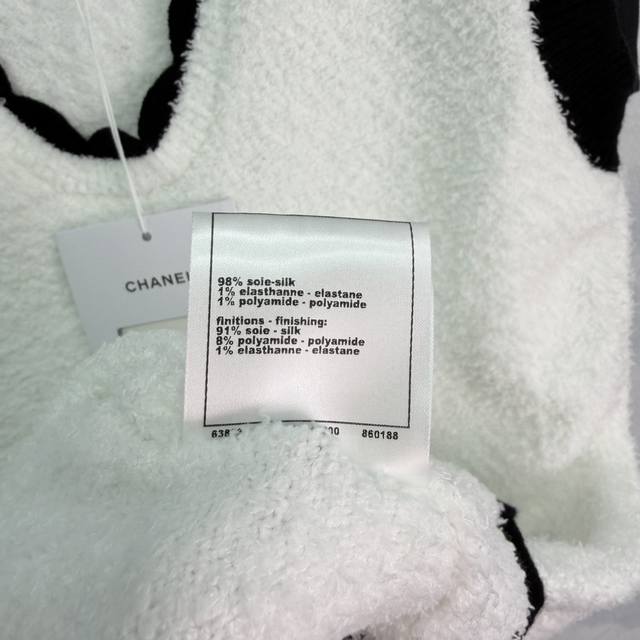 CHANEL
98% soie-silk
1% elasthanne - elastane
1% polyamide - polyamide
finitions - finishing:
91% soie - silk
8% polyamide - polyamide
1% elasthanne - elastane
860188